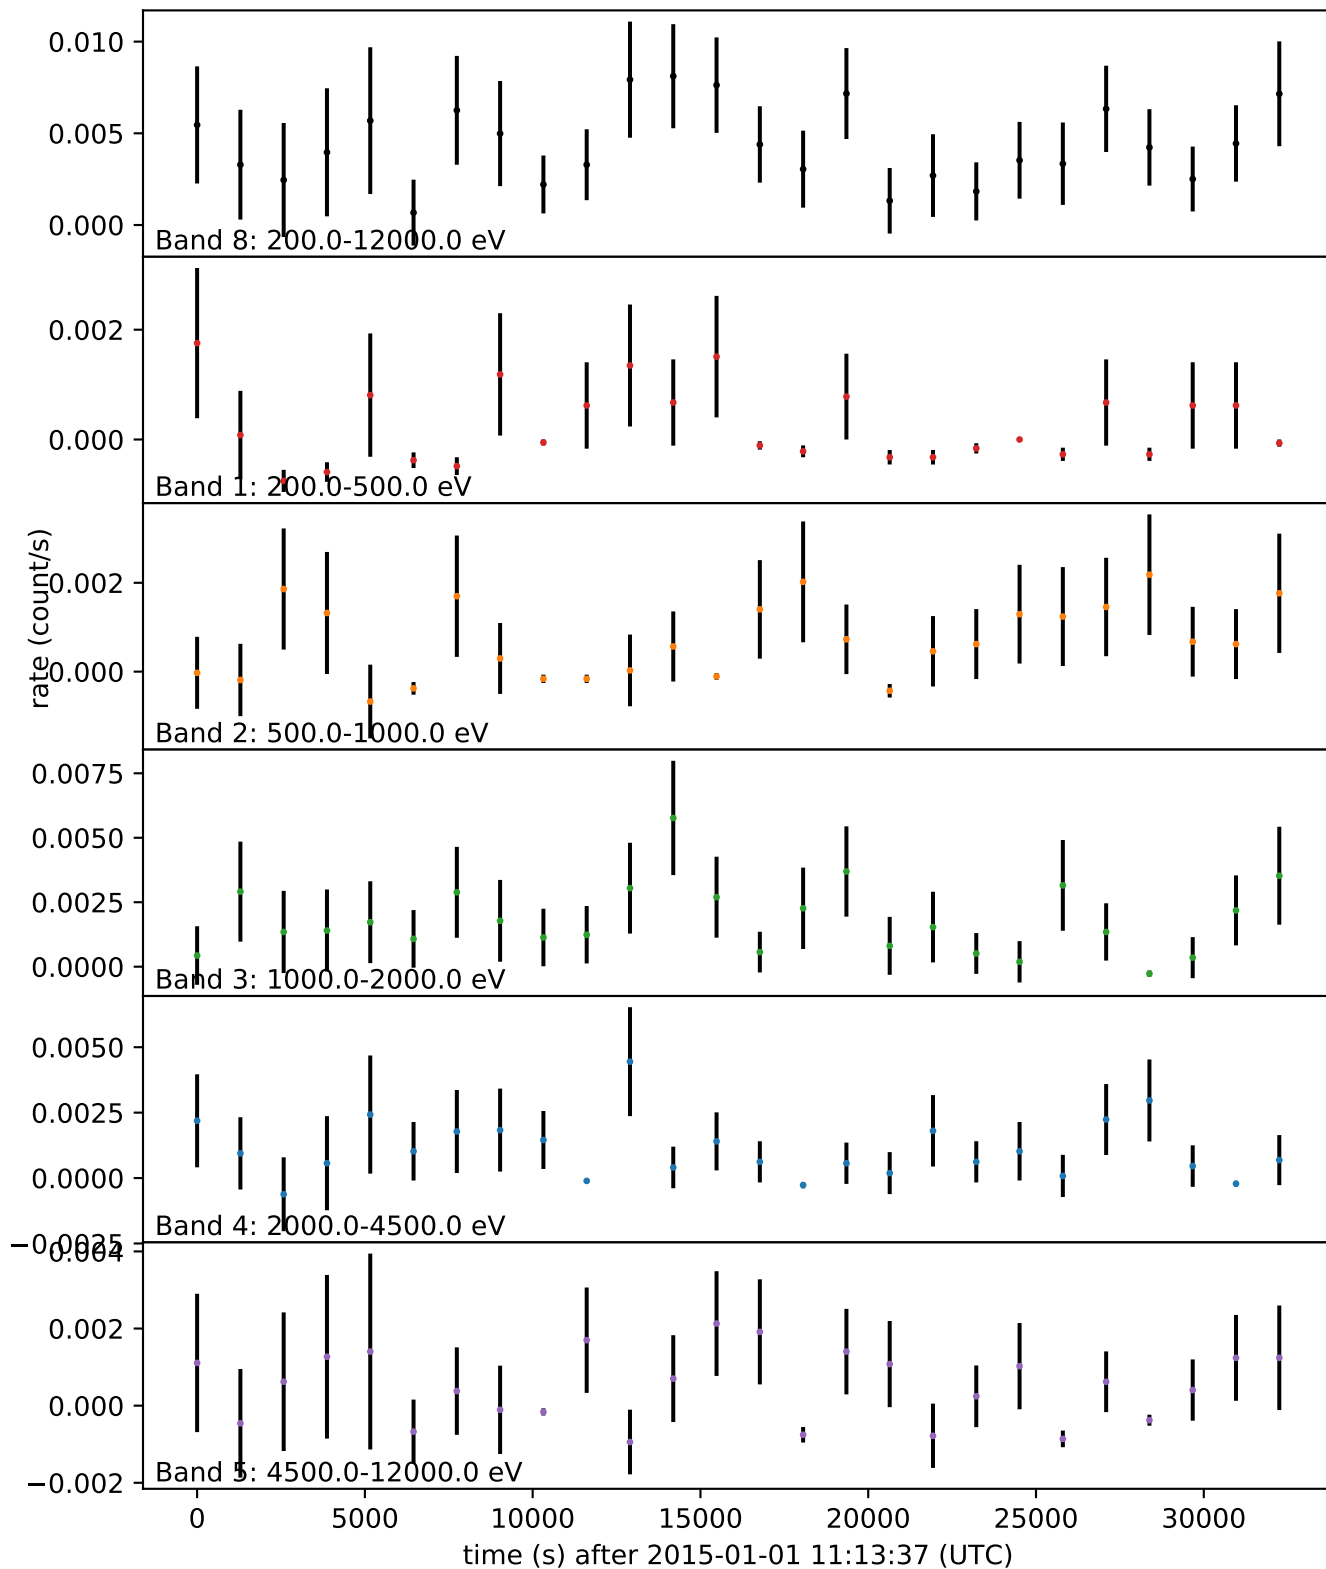 0.010
0.005
0.000
Band 8: 200.0-12000.0 eV
0.002
0.000
Band 1: 200.0-500.0 eV
rate (count/s)
0.002
0.000
Band 2: 500.0-1000.0 eV
0.0075
0.0050
0.0025
0.0000
Band 3: 1000.0-2000.0 eV
0.0050
0.0025
0.0000
−0.0025
Band 4: 2000.0-4500.0 eV
0.004
0.002
0.000
−0.002
Band 5: 4500.0-12000.0 eV
0 5000 10000 15000 20000 25000 30000
time (s) after 2015-01-01 11:13:37 (UTC)